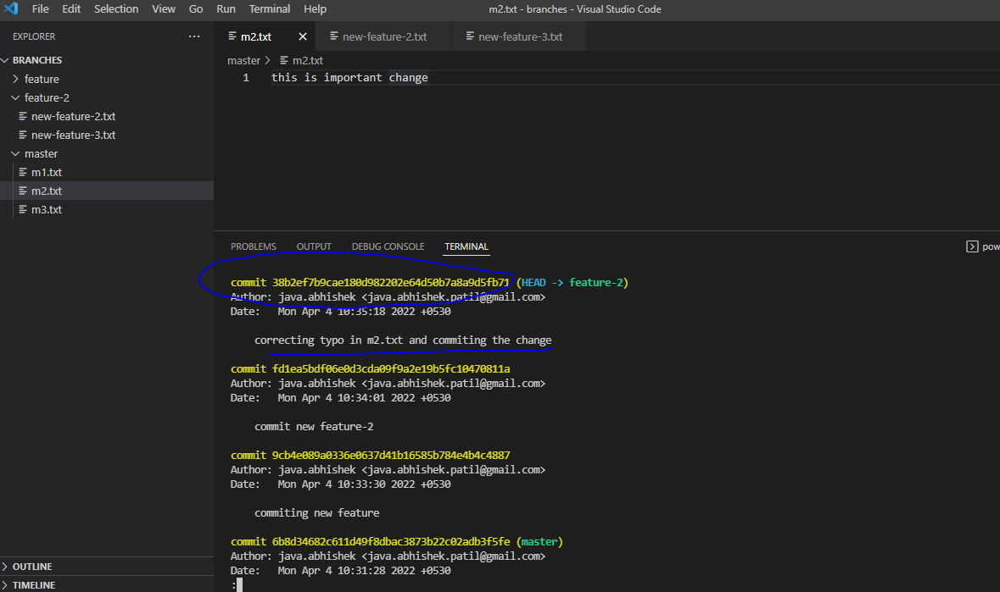 File Edit Selection View Go Run Terminal Help m2.txt - branches - Visual Studio Code
EXPLORER ...
BRANCHES
feature
feature-2
new-feature-2.txt
new-feature-3.txt
master
m1.txt
m2.txt
m3.txt
OUTLINE
TIMELINE
m2.txt new-feature-2.txt new-feature-3.txt
master > m2.txt
1 this is important change
PROBLEMS OUTPUT DEBUG CONSOLE TERMINAL pow
commit 38b2ef7b9cae180d982202e64d50b7a8a9d5fb71 (HEAD -> feature-2)
Author: java.abhishek <java.abhishek.patil@gmail.com>
Date: Mon Apr 4 10:35:18 2022 +0530
correcting typo in m2.txt and commiting the change
commit fd1ea5bdf06e0d3cda09f9a2e19b5fc10470811a
Author: java.abhishek <java.abhishek.patil@gmail.com>
Date: Mon Apr 4 10:34:01 2022 +0530
commit new feature-2
commit 9cb4e089a0336e0637d41b16585b784e4b4c4887
Author: java.abhishek <java.abhishek.patil@gmail.com>
Date: Mon Apr 4 10:33:30 2022 +0530
commiting new feature
commit 6b8d34682c611d49f8dbac3873b22c02adb3f5fe (master)
Author: java.abhishek <java.abhishek.patil@gmail.com>
Date: Mon Apr 4 10:31:28 2022 +0530
: